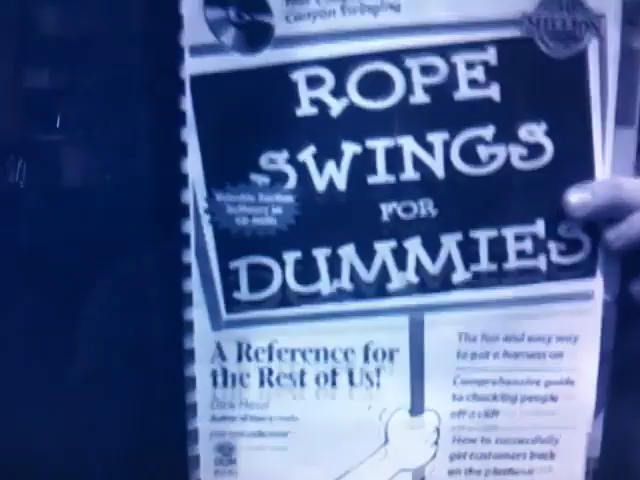 Canyon Swinging
MILLION
ROPE
SWINGS
FOR
DUMMIES
A Reference for
the Rest of Us!
The fun and easy way
to put a harness on
Comprehensive guide
to chucking people
off a cliff
How to successfully
get customers back
on the platform